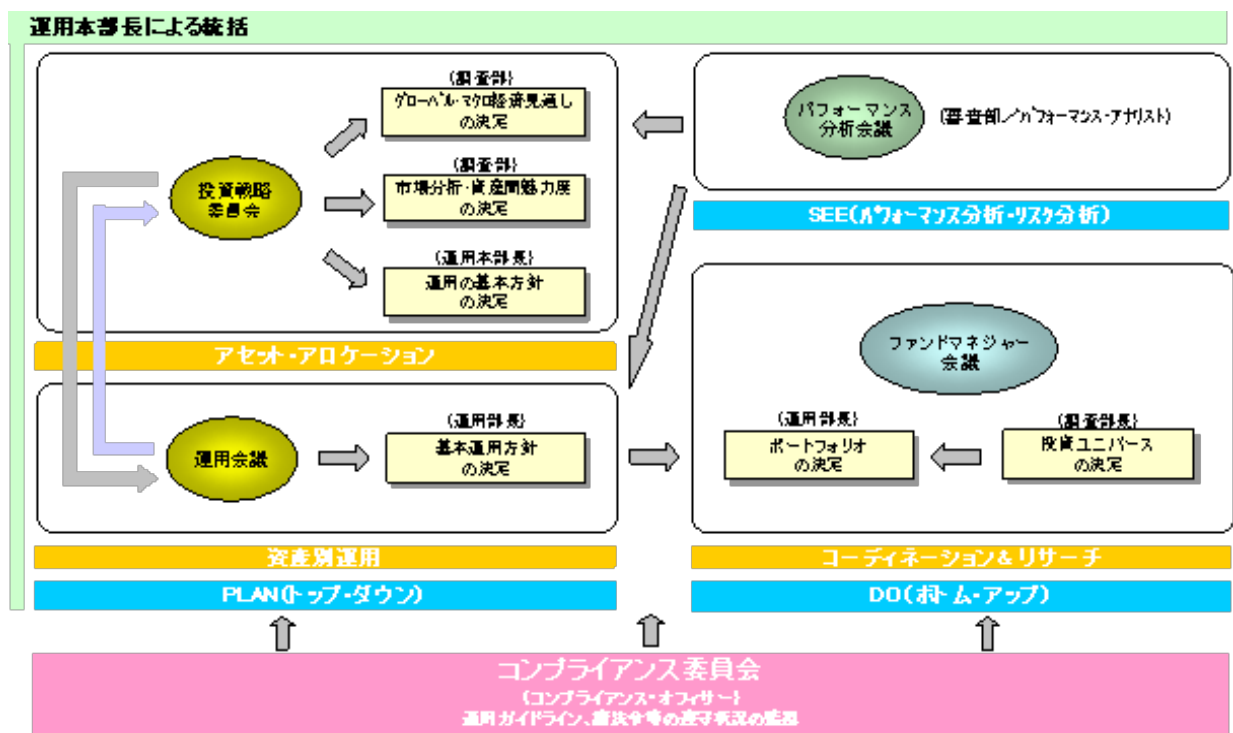 運用本部長による統括
(調査部)
グローバル・マクロ経済見通し
の決定
投資戦略
委員会
(調査部)
市場分析・資産間魅力度
の決定
(運用本部長)
運用の基本方針
の決定
アセット・アロケーション
運用会議
(運用部長)
基本運用方針
の決定
資産別運用
PLAN(トップ・ダウン)
パフォーマンス
分析会議
(審査部/パフォーマンス・アナリスト)
SEE(パフォーマンス分析・リスク分析)
ファンドマネジャー
会議
(運用部長)
ポートフォリオ
の決定
(調査部長)
投資ユニバース
の決定
コーディネーション&リサーチ
DO(ボトム・アップ)
コンプライアンス委員会
(コンプライアンス・オフィサー)
運用ガイドライン、諸法令等の遵守状況の監視